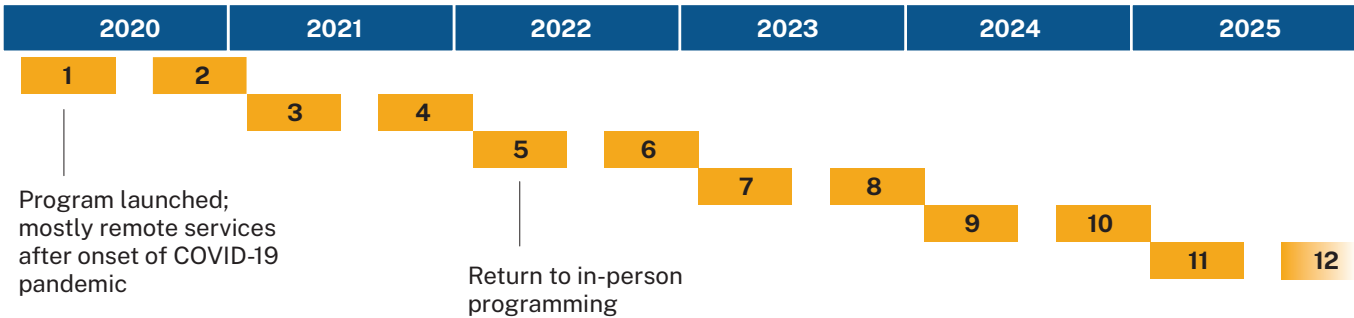 2020 2021 2022 2023 2024 2025
1 2
3 4
5 6
7 8
9 10
11 12
Program launched;
mostly remote services
after onset of COVID-19
pandemic
Return to in-person
programming